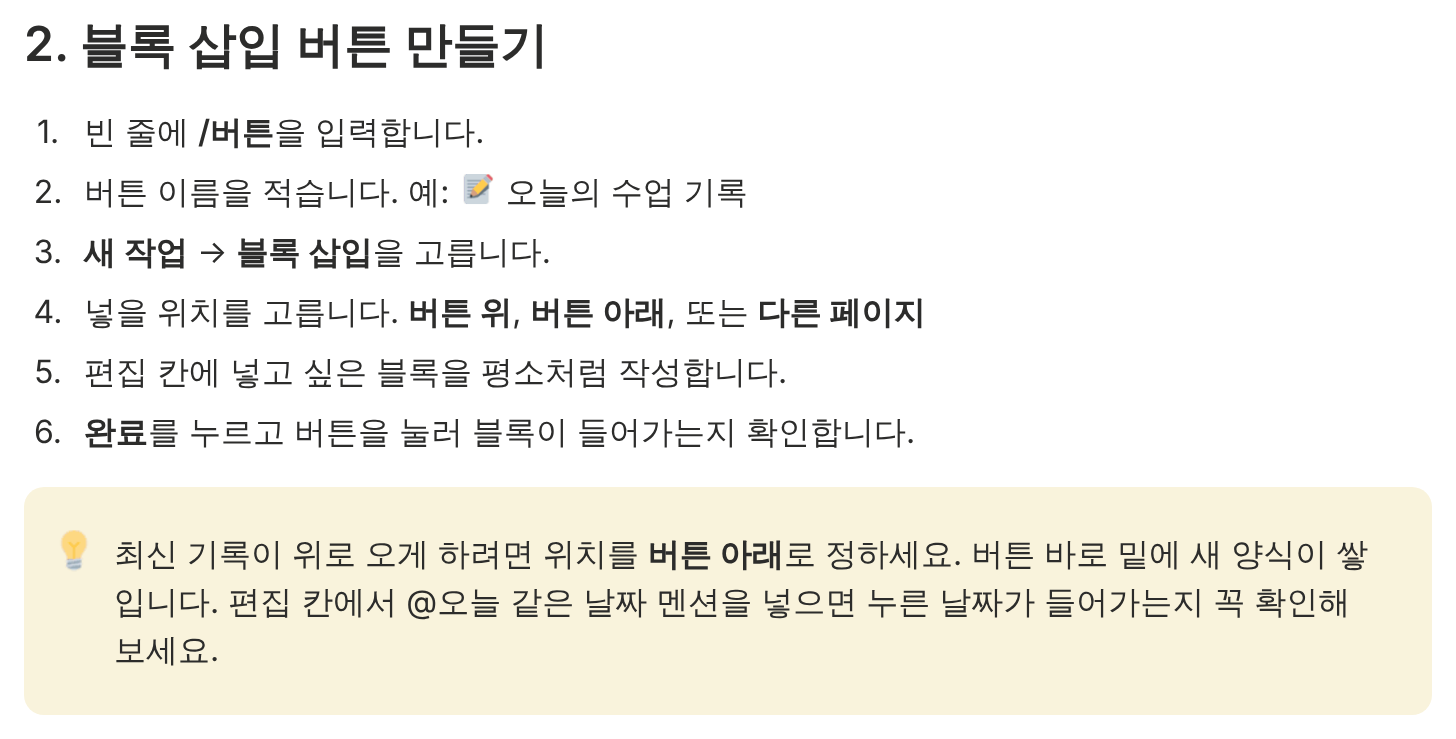 2. 블록 삽입 버튼 만들기
1. 빈 줄에 /버튼을 입력합니다.
2. 버튼 이름을 적습니다. 예: 📝 오늘의 수업 기록
3. 새 작업 → 블록 삽입을 고릅니다.
4. 넣을 위치를 고릅니다. 버튼 위, 버튼 아래, 또는 다른 페이지
5. 편집 칸에 넣고 싶은 블록을 평소처럼 작성합니다.
6. 완료를 누르고 버튼을 눌러 블록이 들어가는지 확인합니다.
💡 최신 기록이 위로 오게 하려면 위치를 버튼 아래로 정하세요. 버튼 바로 밑에 새 양식이 쌓
입니다. 편집 칸에서 @오늘 같은 날짜 멘션을 넣으면 누른 날짜가 들어가는지 꼭 확인해
보세요.